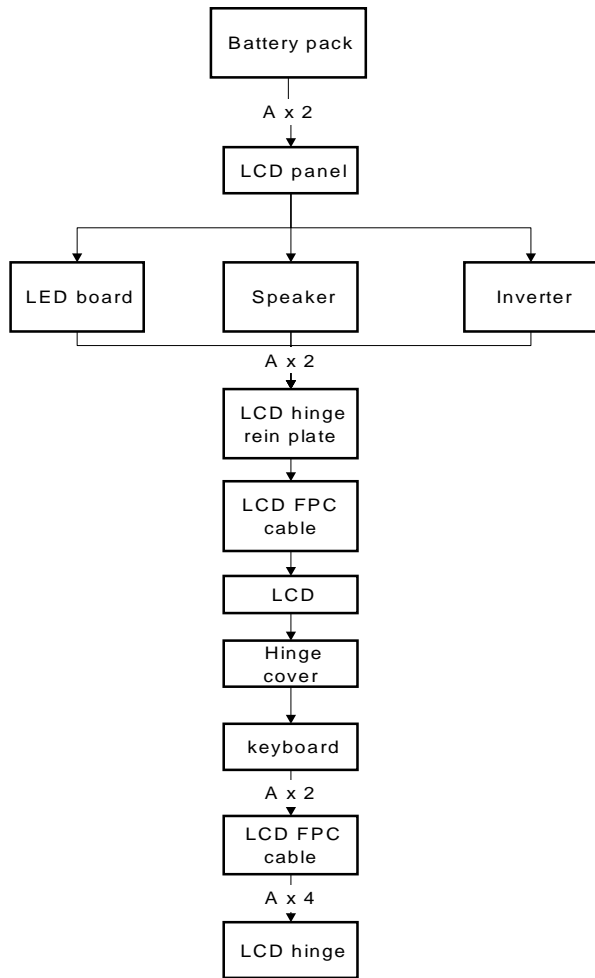 Battery pack
A x 2
LCD panel
LED board
Speaker
Inverter
A x 2
LCD hinge
rein plate
LCD FPC
cable
LCD
Hinge
cover
keyboard
A x 2
LCD FPC
cable
A x 4
LCD hinge